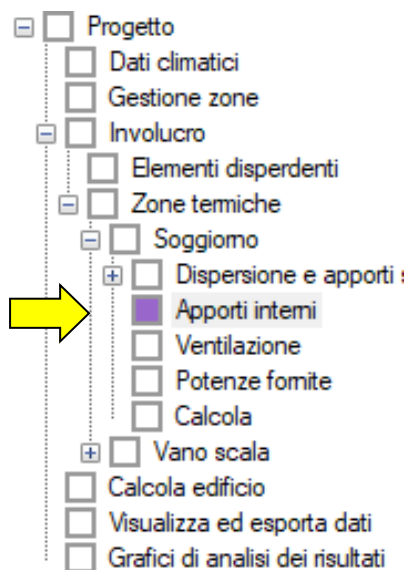 Progetto
Dati climatici
Gestione zone
Involucro
Elementi disperdenti
Zone termiche
Soggiorno
Dispersione e apporti s
Apporti interni
Ventilazione
Potenze fornite
Calcola
Vano scala
Calcola edificio
Visualizza ed esporta dati
Grafici di analisi dei risultati